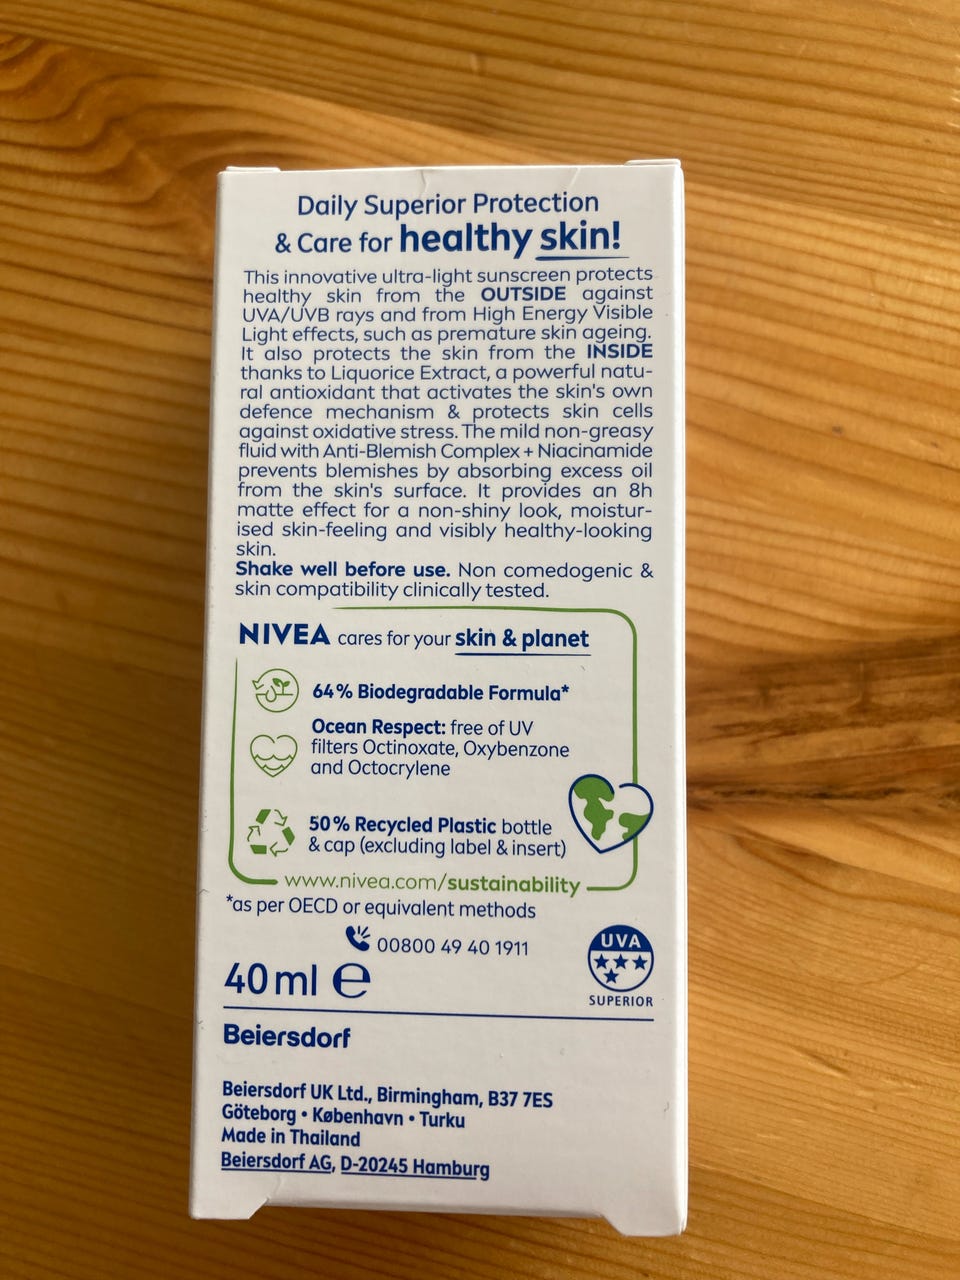 Daily Superior Protection
& Care for healthy skin!
This innovative ultra-light sunscreen protects
healthy skin from the OUTSIDE against
UVA/UVB rays and from High Energy Visible
Light effects, such as premature skin ageing.
It also protects the skin from the INSIDE
thanks to Liquorice Extract, a powerful natu-
ral antioxidant that activates the skin's own
defence mechanism & protects skin cells
against oxidative stress. The mild non-greasy
fluid with Anti-Blemish Complex + Niacinamide
prevents blemishes by absorbing excess oil
from the skin's surface. It provides an 8h
matte effect for a non-shiny look, moistur-
ised skin-feeling and visibly healthy-looking
skin.
Shake well before use. Non comedogenic &
skin compatibility clinically tested.
NIVEA cares for your skin & planet
64% Biodegradable Formula*
Ocean Respect: free of UV
filters Octinoxate, Oxybenzone
and Octocrylene
50% Recycled Plastic bottle
& cap (excluding label & insert)
www.nivea.com/sustainability
*as per OECD or equivalent methods
00800 49 40 1911
40 ml ℮
UVA
SUPERIOR
Beiersdorf
Beiersdorf UK Ltd., Birmingham, B37 7ES
Göteborg • København • Turku
Made in Thailand
Beiersdorf AG, D-20245 Hamburg